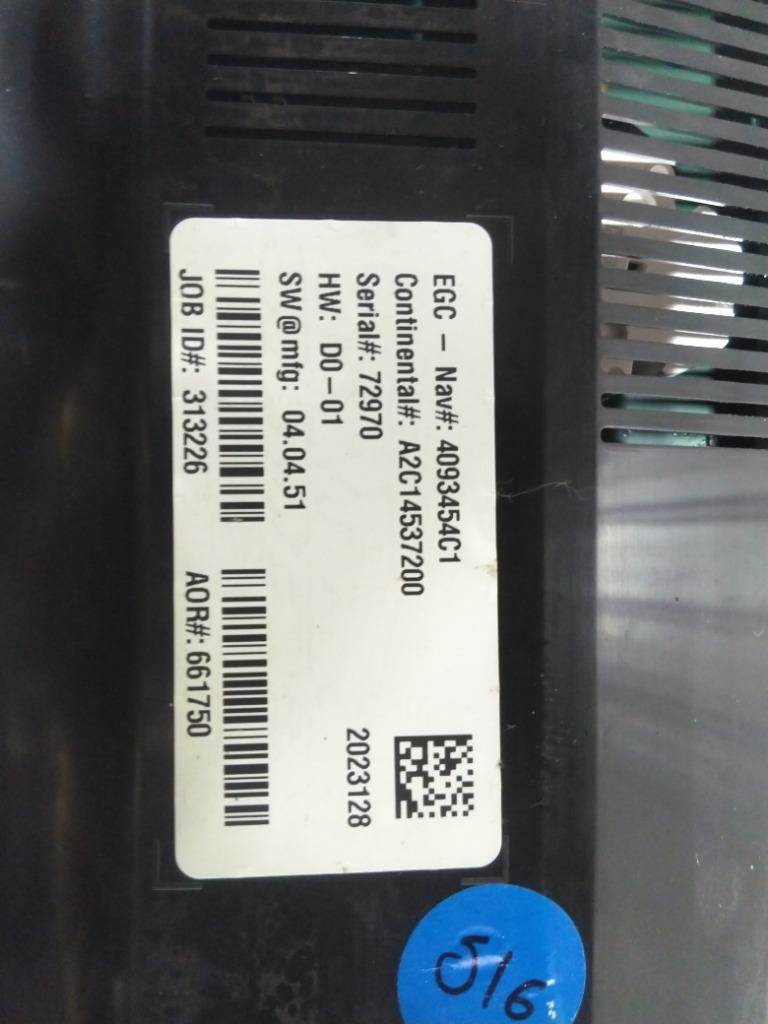 EGC – Nav#: 4093454C1
Continental#: A2C14537200
Serial#: 72970
HW: D0–01
2023128
SW@mfg: 04.04.51
JOB ID#: 313226 AOR#: 661750
516